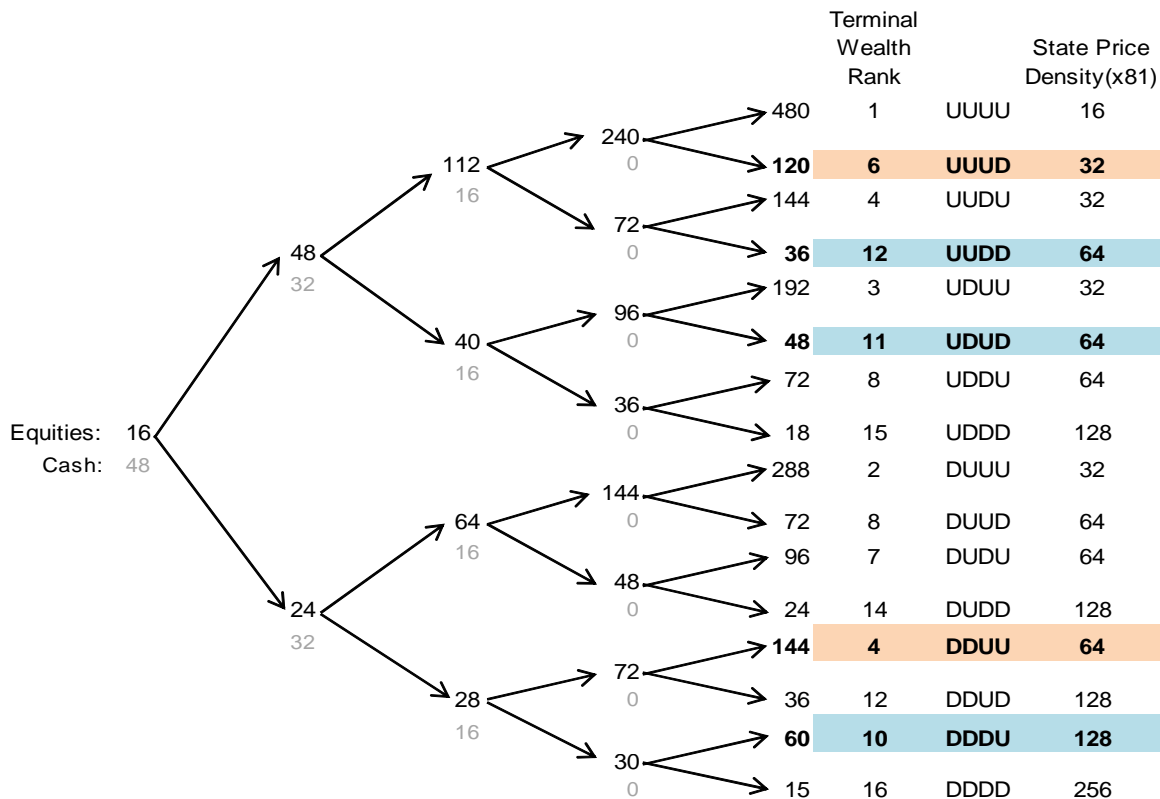 Terminal
Wealth State Price
Rank Density(x81)
480 1 UUUU 16
240
0
120 6 UUUD 32
112
16
144 4 UUDU 32
72
0
36 12 UUDD 64
48
32
192 3 UDUU 32
96
0
48 11 UDUD 64
40
16
72 8 UDDU 64
36
0
18 15 UDDD 128
Equities: 16
Cash: 48
288 2 DUUU 32
144
0
72 8 DUUD 64
64
16
96 7 DUDU 64
48
0
24 14 DUDD 128
24
32
144 4 DDUU 64
72
0
36 12 DDUD 128
28
16
60 10 DDDU 128
30
0
15 16 DDDD 256